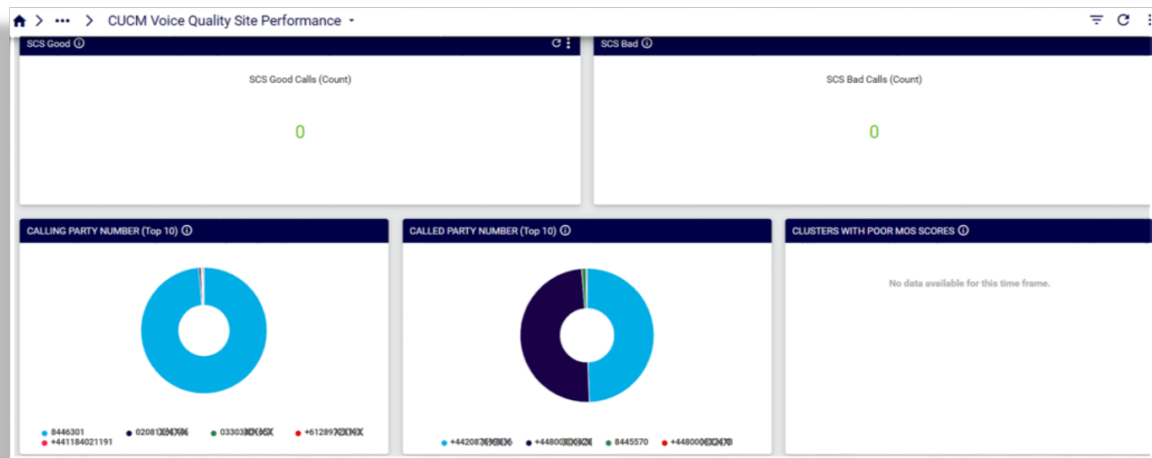 CUCM Voice Quality Site Performance
SCS Good
SCS Good Calls (Count)
0
SCS Bad
SCS Bad Calls (Count)
0
CALLING PARTY NUMBER (Top 10)
8446301
+441184021191
CALLED PARTY NUMBER (Top 10)
8445570
CLUSTERS WITH POOR MOS SCORES
No data available for this time frame.